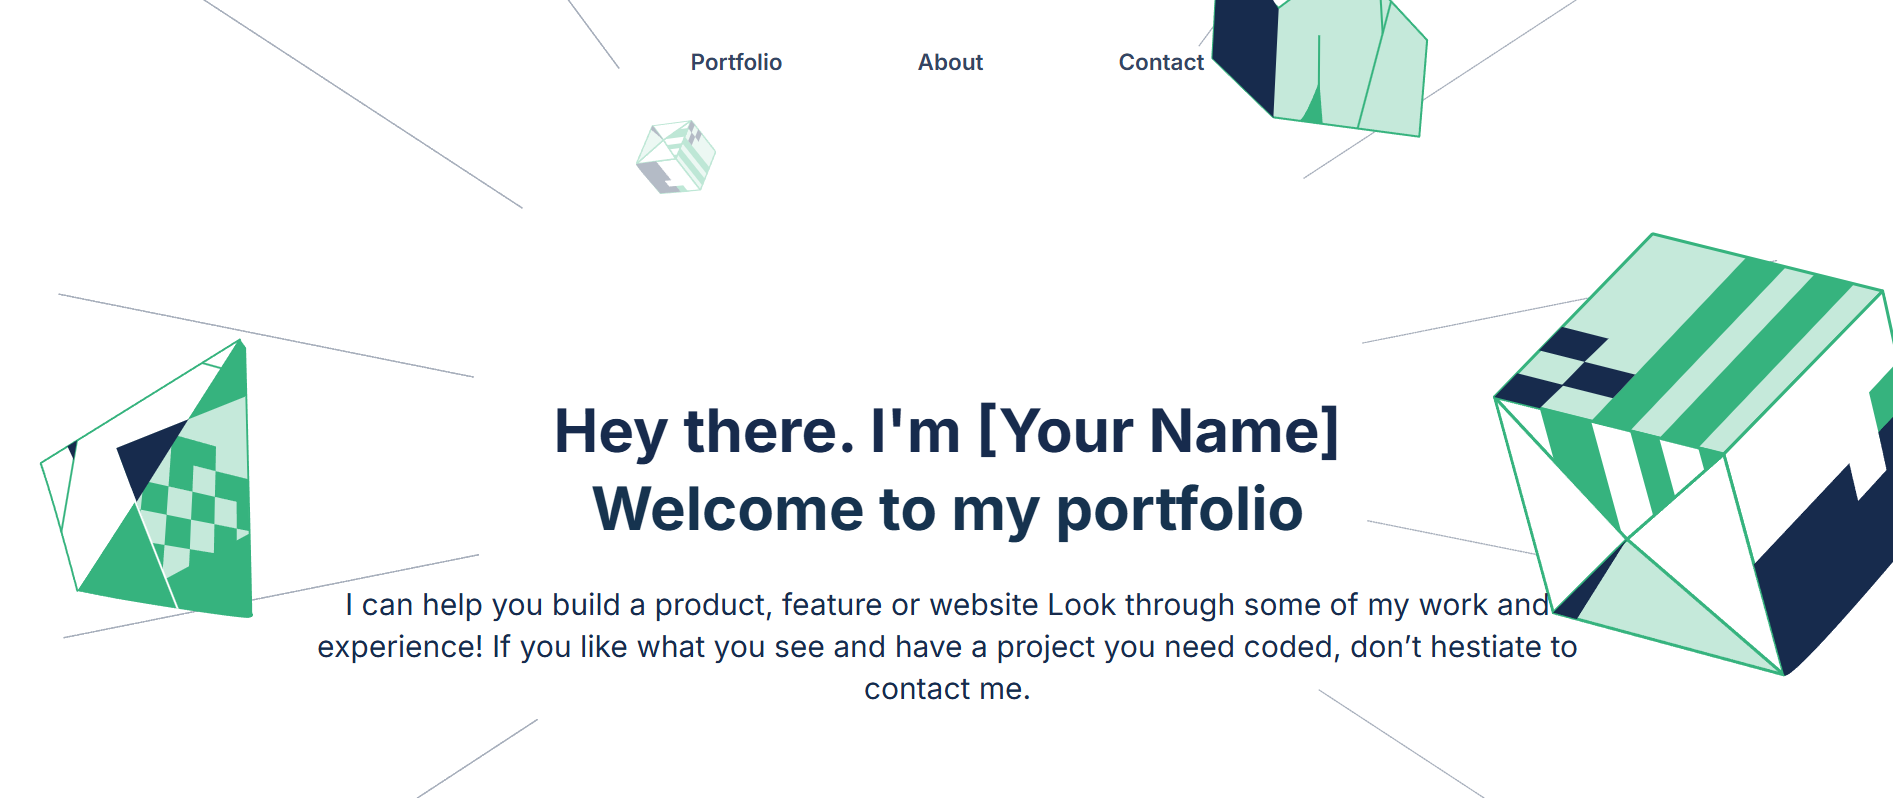 Portfolio About Contact
Hey there. I'm [Your Name]
Welcome to my portfolio
I can help you build a product, feature or website Look through some of my work and
experience! If you like what you see and have a project you need coded, don’t hestiate to
contact me.